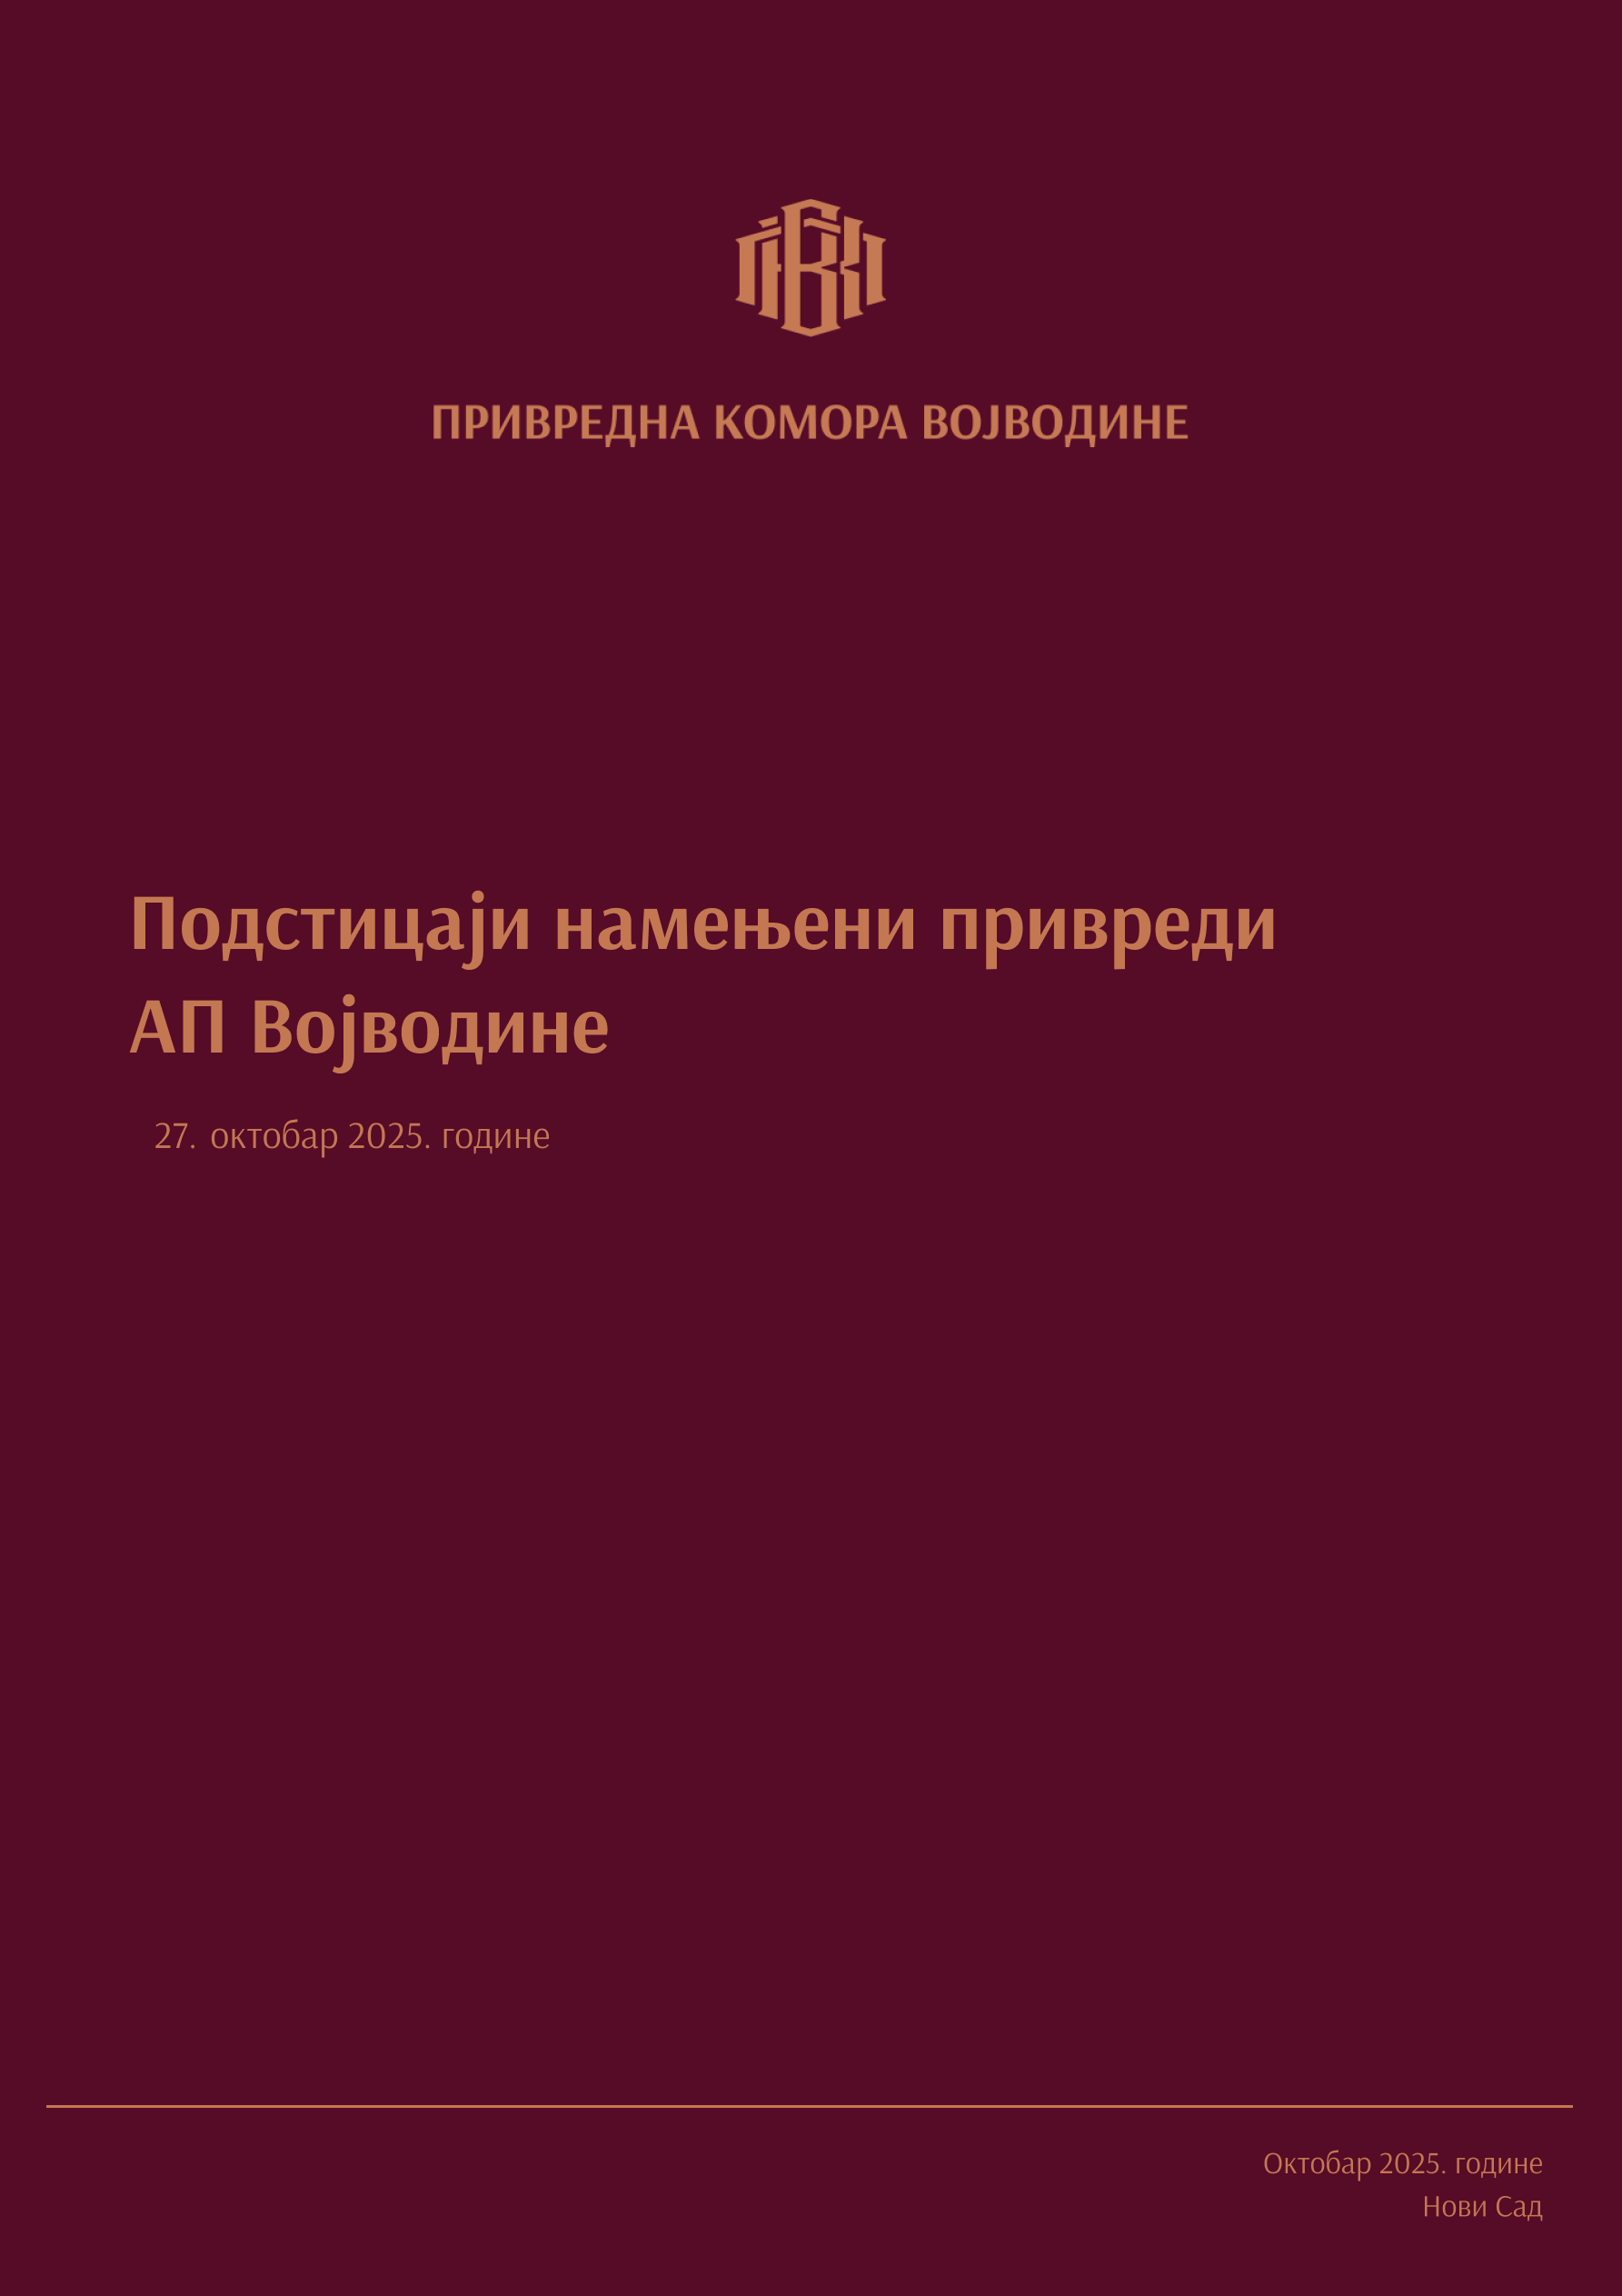 ПРИВРЕДНА КОМОРА ВОЈВОДИНЕ
Подстицаји намењени привреди
АП Војводине
27. октобар 2025. године
Октобар 2025. године
Нови Сад